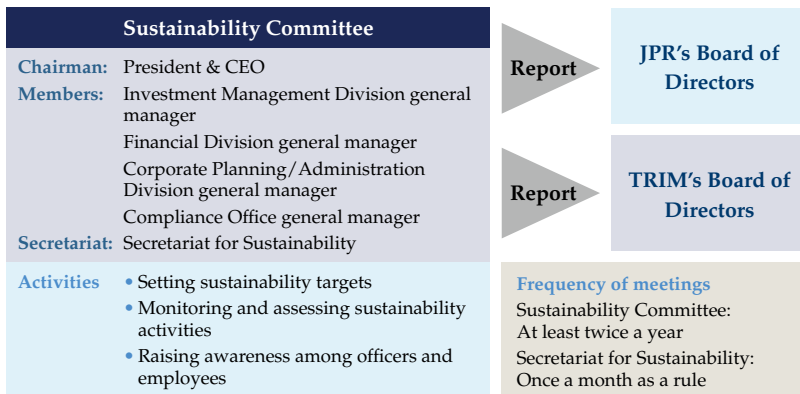 Sustainability Committee
Chairman: President & CEO
Members: Investment Management Division general
manager
Financial Division general manager
Corporate Planning/Administration
Division general manager
Compliance Office general manager
Secretariat: Secretariat for Sustainability
Activities
• Setting sustainability targets
• Monitoring and assessing sustainability
activities
• Raising awareness among officers and
employees
Report
JPR's Board of
Directors
Report
TRIM's Board of
Directors
Frequency of meetings
Sustainability Committee:
At least twice a year
Secretariat for Sustainability:
Once a month as a rule